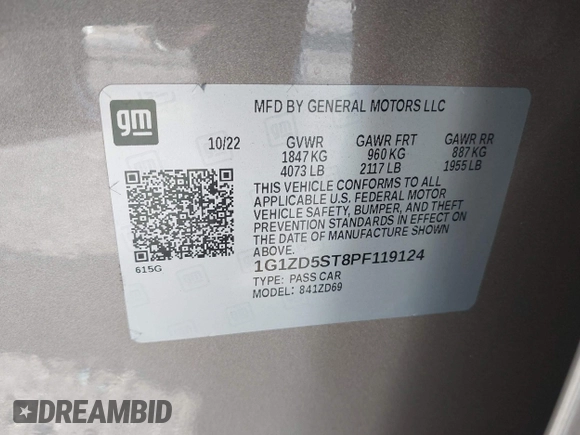 gm
MFD BY GENERAL MOTORS LLC
10/22 GVWR GAWR FRT GAWR RR
1847 KG 960 KG 887 KG
4073 LB 2117 LB 1955 LB
THIS VEHICLE CONFORMS TO ALL
APPLICABLE U.S. FEDERAL MOTOR
VEHICLE SAFETY, BUMPER, AND THEFT
PREVENTION STANDARDS IN EFFECT ON
THE DATE OF MANUFACTURE SHOWN
ABOVE.
615G
1G1ZD5ST8PF119124
TYPE: PASS CAR
MODEL: 841ZD69
DREAMBID